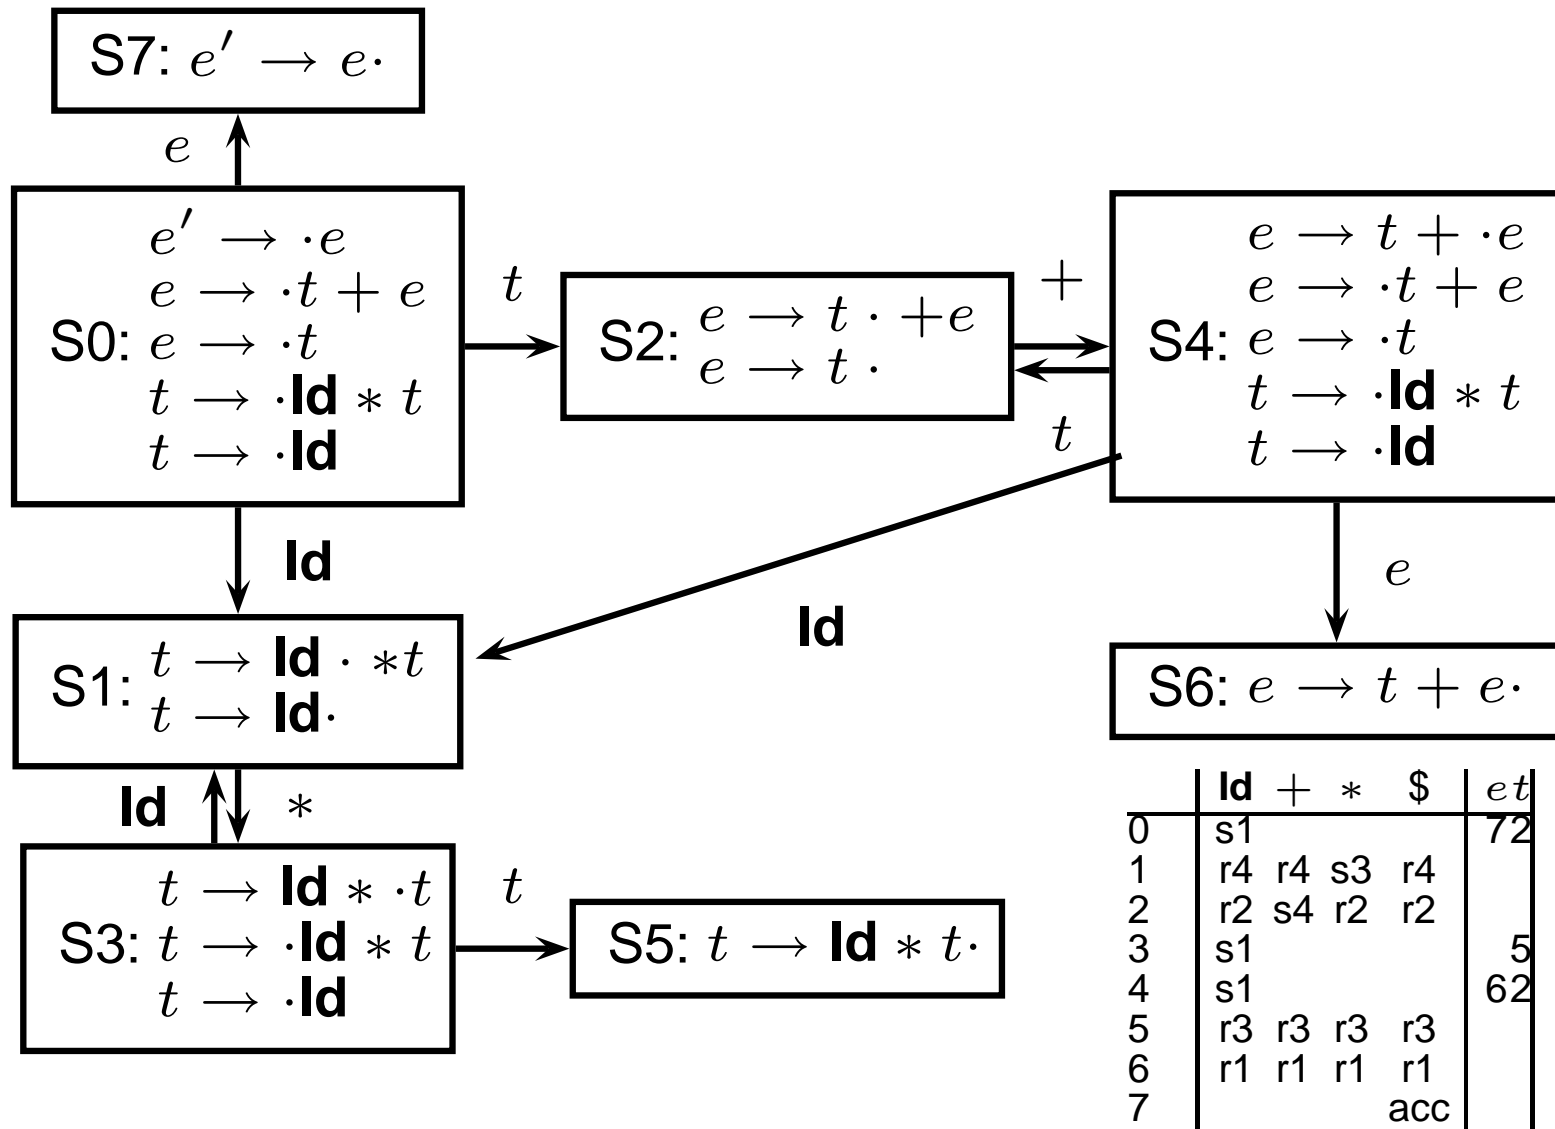 S7: e′ → e·
e
S0:
e′ → ·e
e → ·t + e
e → ·t
t → ·Id ∗ t
t → ·Id
t
S2:
e → t · +e
e → t ·
+
t
S4:
e → t + ·e
e → ·t + e
e → ·t
t → ·Id ∗ t
t → ·Id
Id
Id
e
S1:
t → Id · ∗t
t → Id·
S6: e → t + e·
Id
∗
S3:
t → Id ∗ ·t
t → ·Id ∗ t
t → ·Id
t
S5: t → Id ∗ t·
Id + ∗ $ e t
0 s1 7 2
1 r4 r4 s3 r4
2 r2 s4 r2 r2
3 s1 5
4 s1 6 2
5 r3 r3 r3 r3
6 r1 r1 r1 r1
7 acc